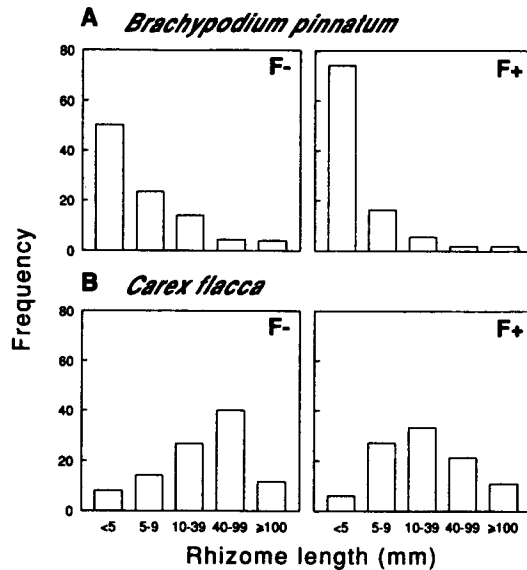 A Brachypodium pinnatum
F-
F+
80
60
40
20
0
B Carex flacca
F-
F+
80
60
40
20
0
Frequency
<5 5-9 10-39 40-99 ≥100
<5 5-9 10-39 40-99 ≥100
Rhizome length (mm)